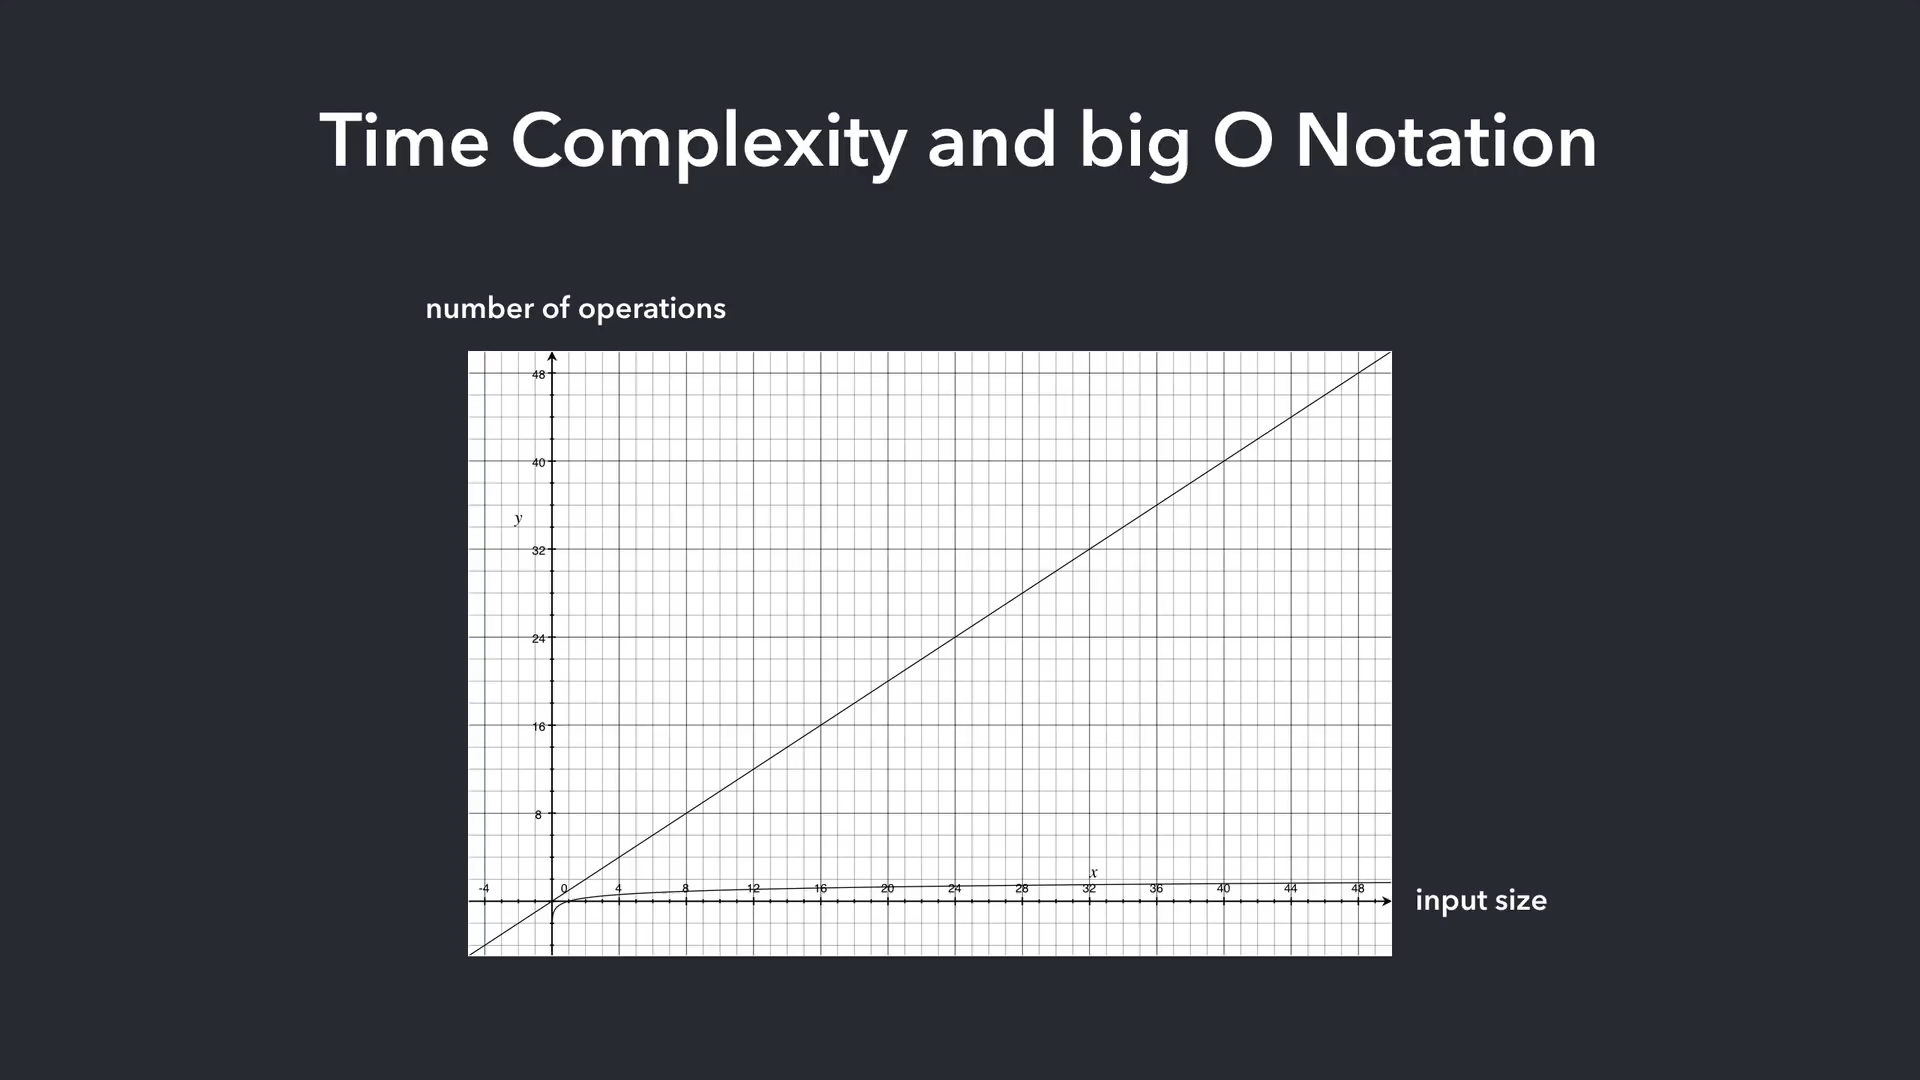 Time Complexity and big O Notation
number of operations
48
40
y
32
24
16
8
x
-4 0 4 8 12 16 20 24 28 32 36 40 44 48
input size